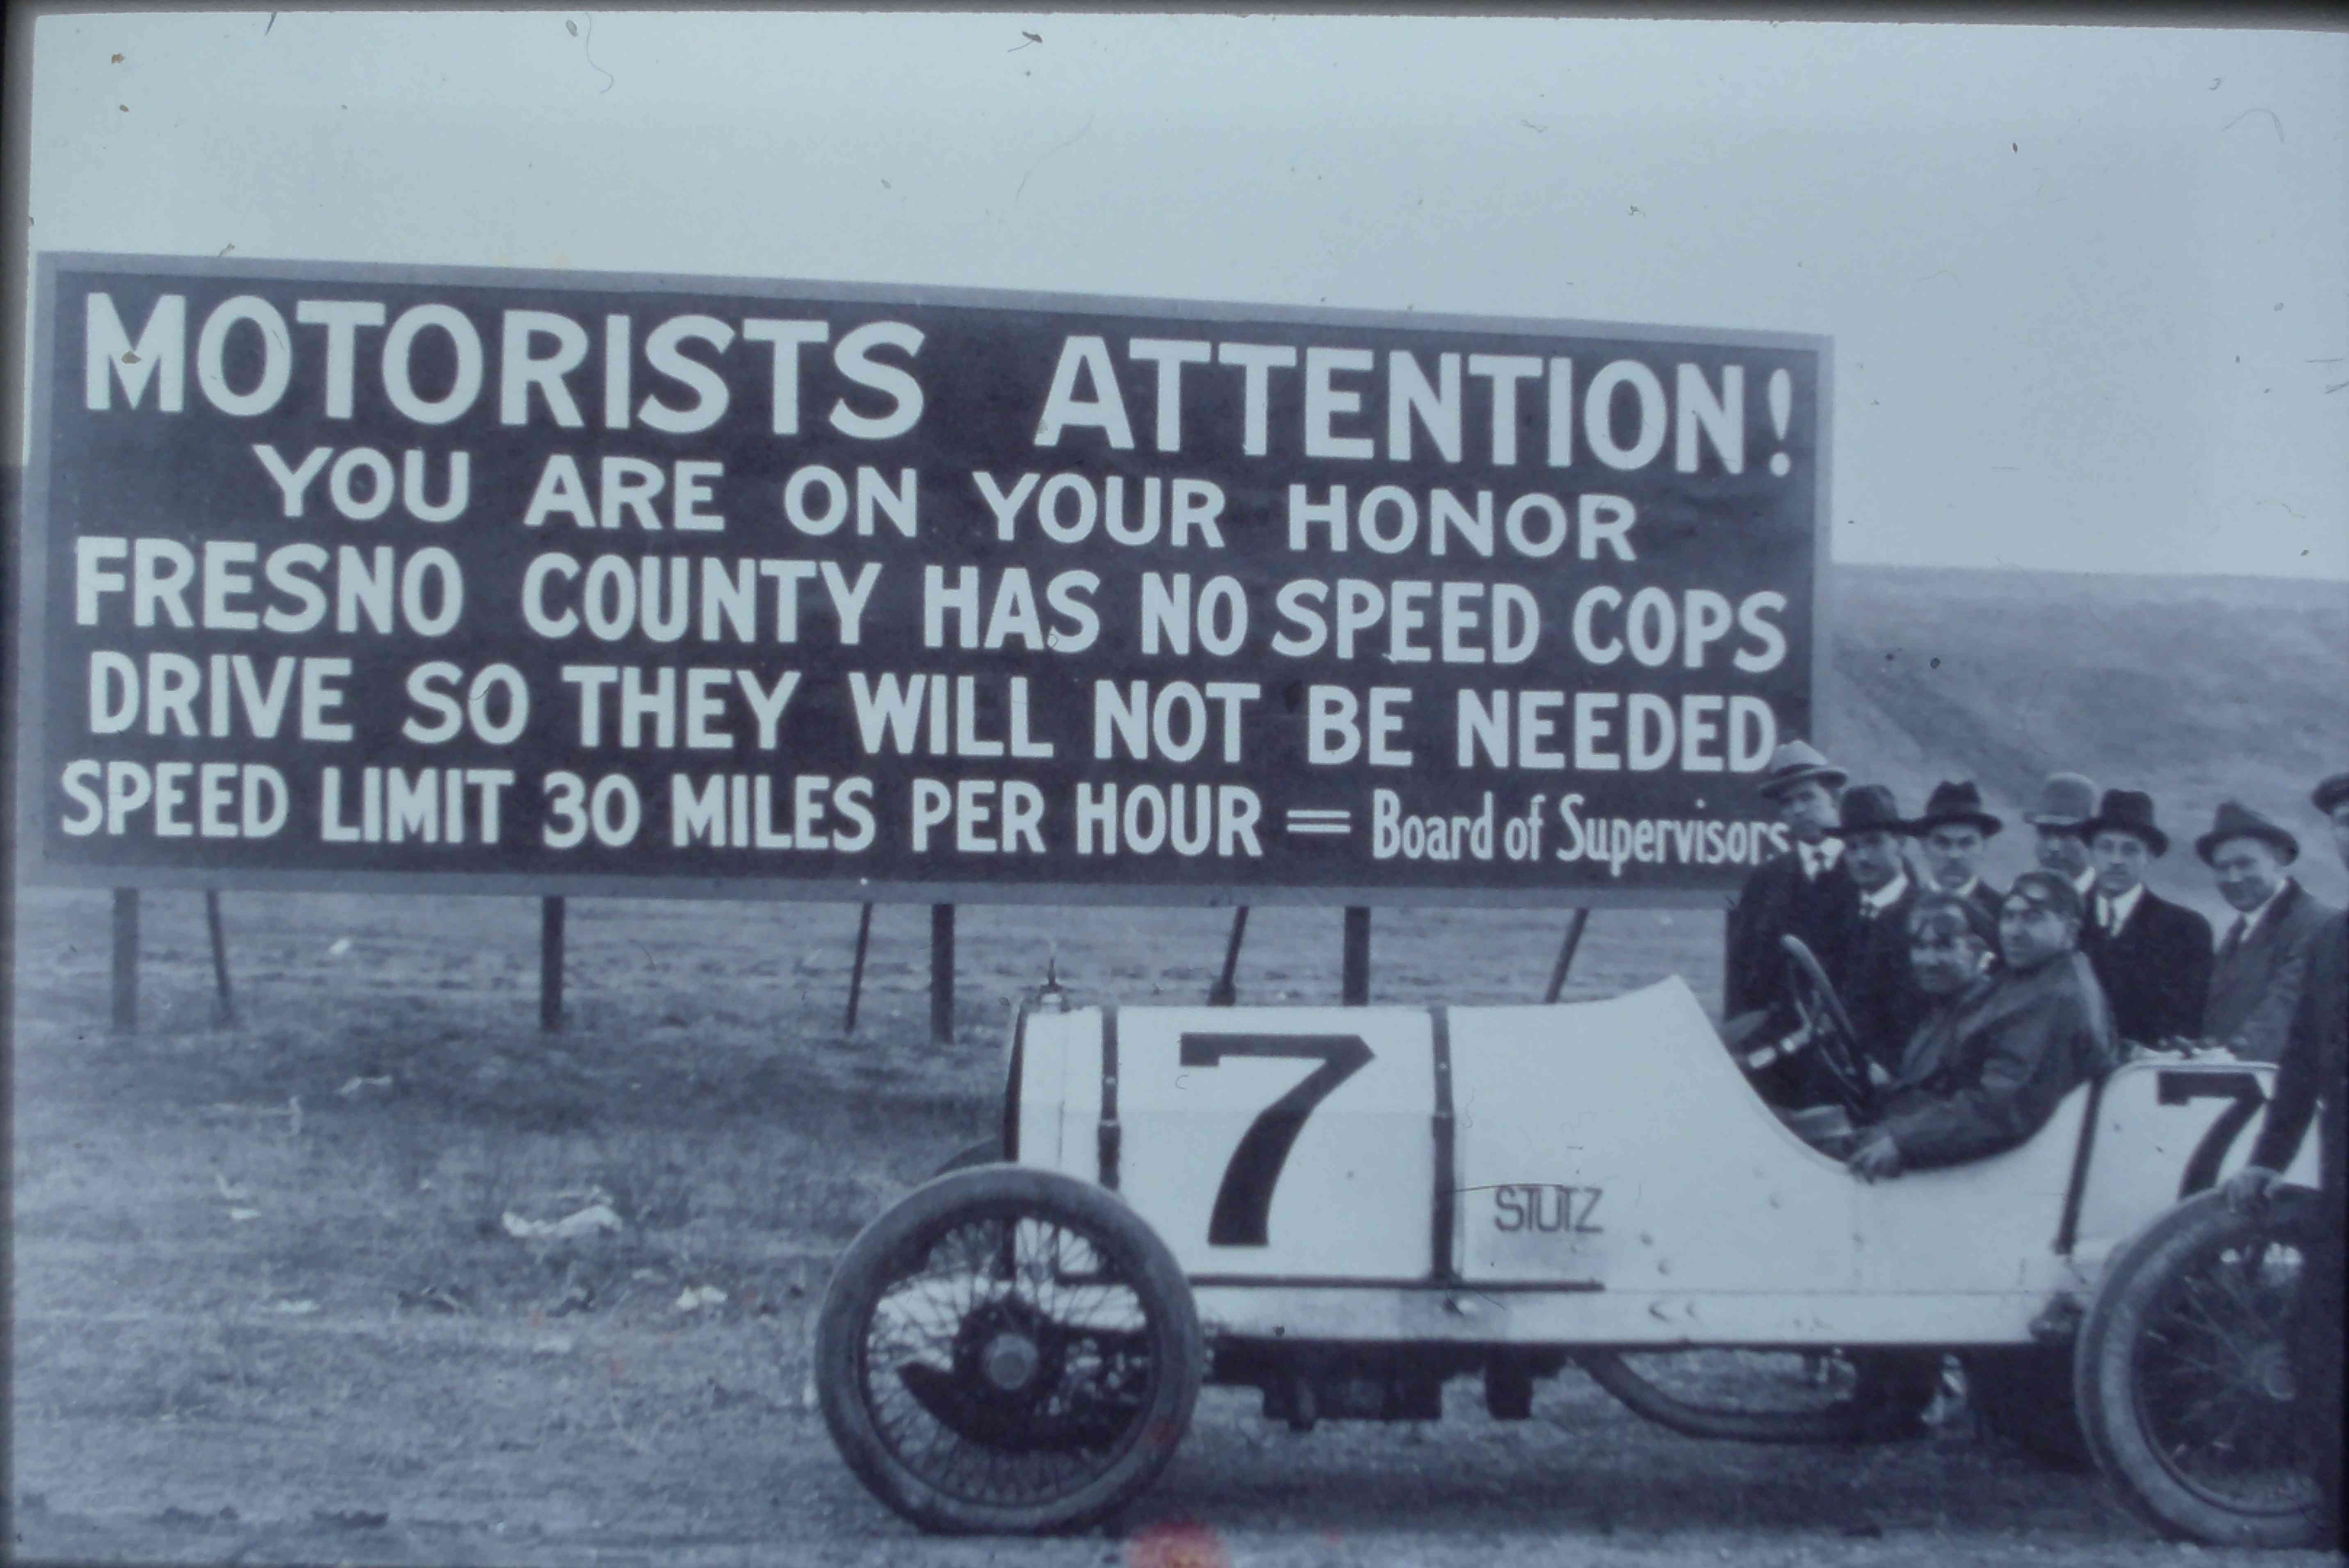 MOTORISTS ATTENTION!
YOU ARE ON YOUR HONOR
FRESNO COUNTY HAS NO SPEED COPS
DRIVE SO THEY WILL NOT BE NEEDED
SPEED LIMIT 30 MILES PER HOUR = Board of Supervisors
7
STUTZ
7